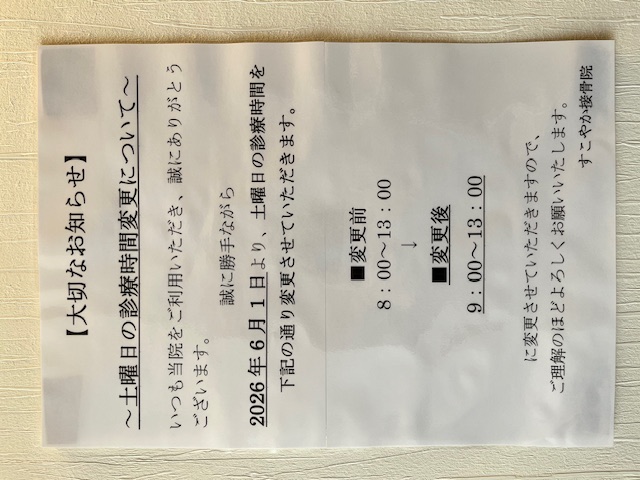 【大切なお知らせ】
~土曜日の診療時間変更について~
いつも当院をご利用いただき、誠にありがとう
ございます。
誠に勝手ながら
2026年6月1日より、土曜日の診療時間を
下記の通り変更させていただきます。
■変更前
8:00~13:00
↓
■変更後
9:00~13:00
に変更させていただきますので、
ご理解のほどよろしくお願いいたします。
すこやか接骨院